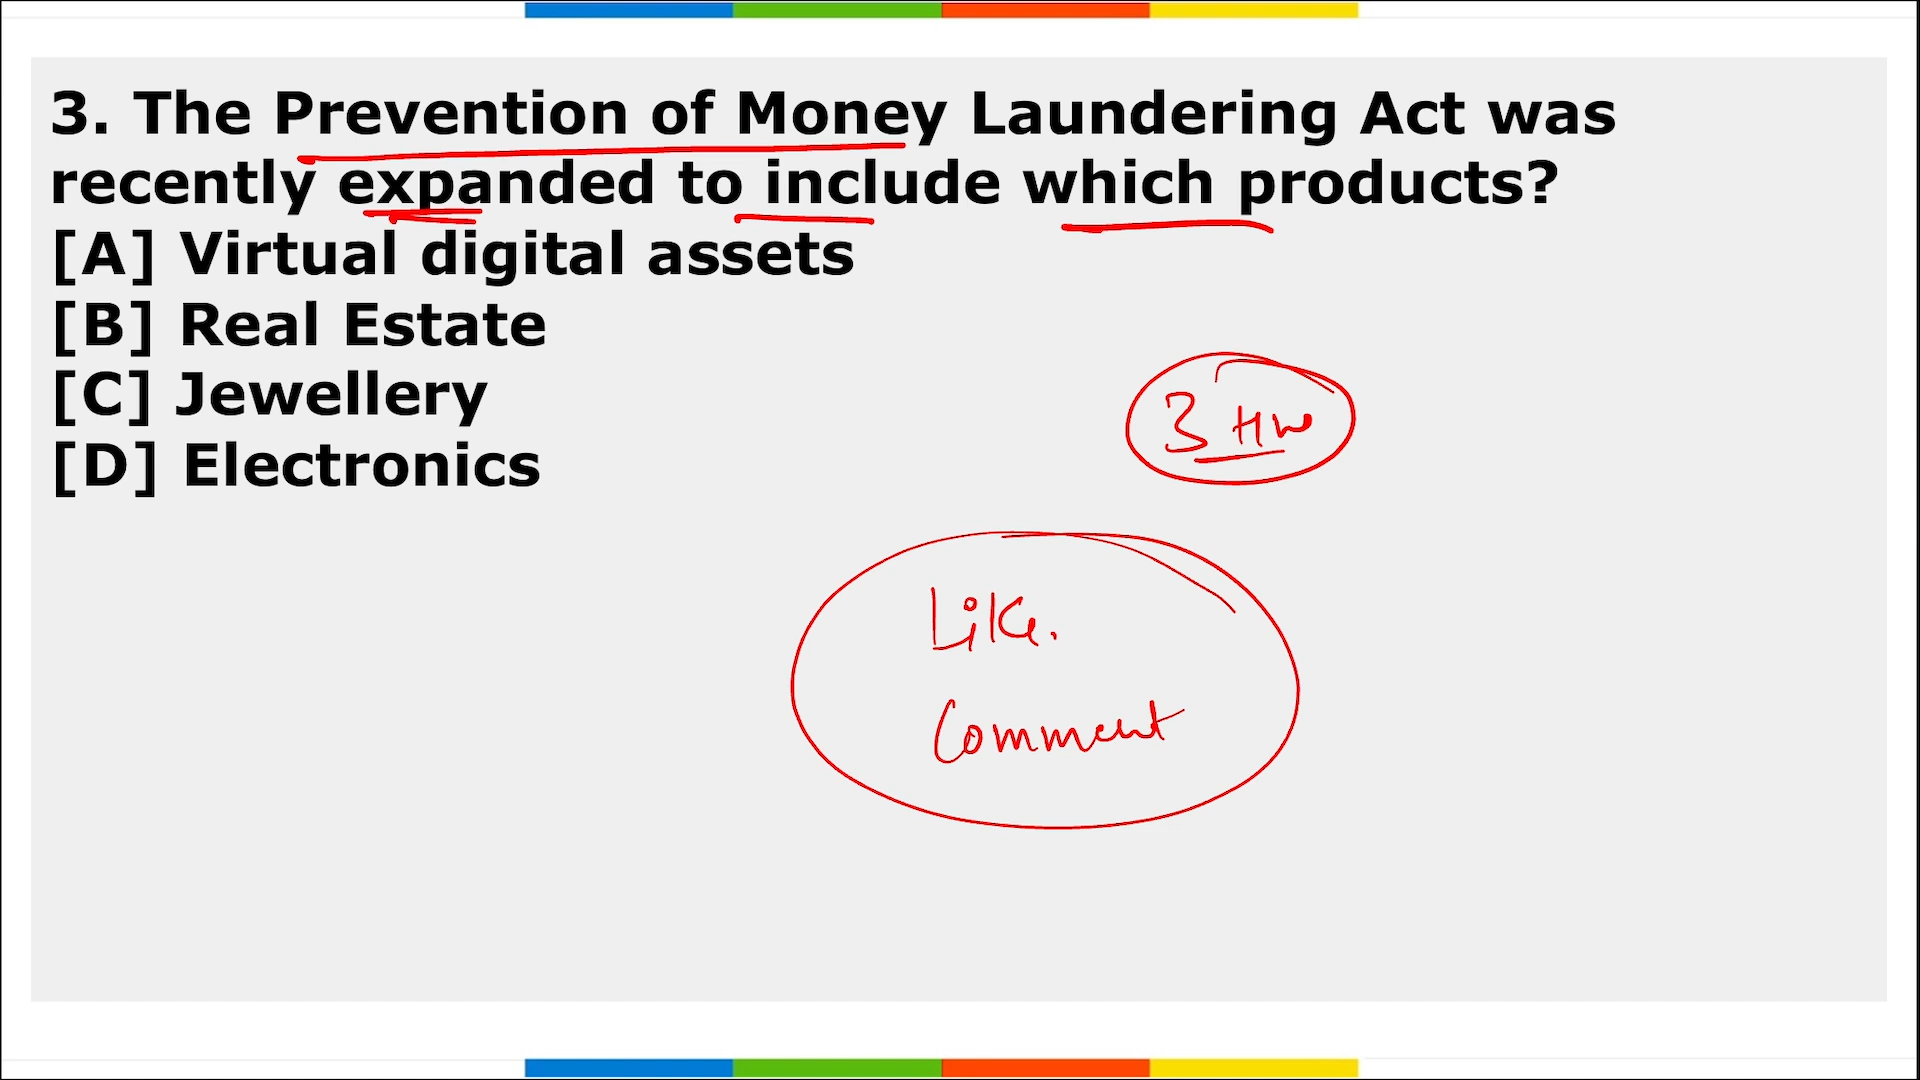 3. The Prevention of Money Laundering Act was
recently expanded to include which products?
[A] Virtual digital assets
[B] Real Estate
[C] Jewellery
[D] Electronics
3 HW
Like.
Comment